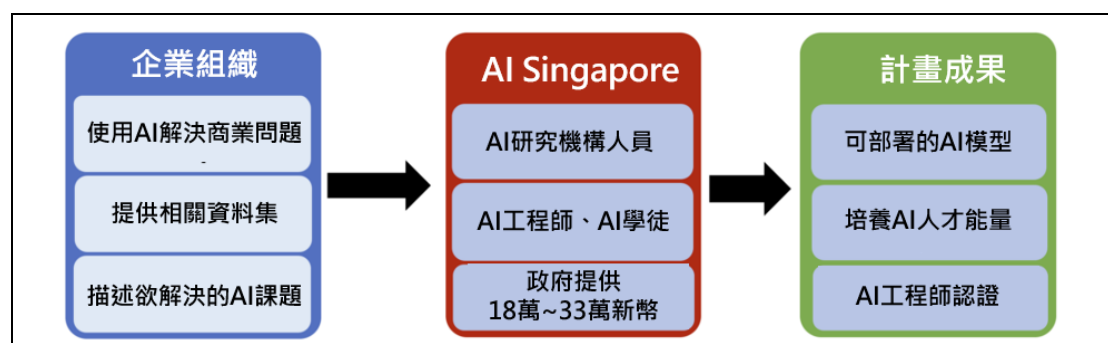 企業組織
使用AI解決商業問題
提供相關資料集
描述欲解決的AI課題
AI Singapore
AI研究機構人員
AI工程師、AI學徒
政府提供
18萬~33萬新幣
計畫成果
可部署的AI模型
培養AI人才能量
AI工程師認證